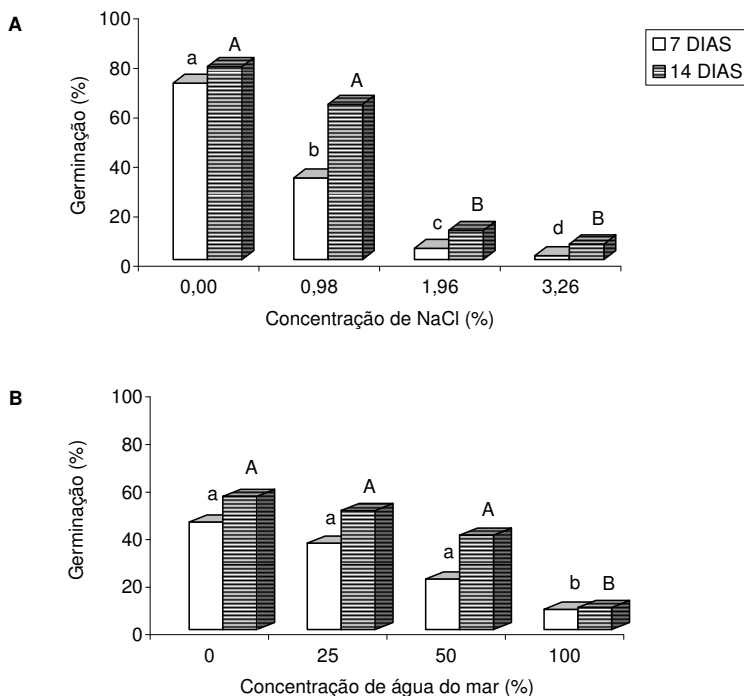 A
100
80
60
40
20
0
Germinação (%)
a A
b A
c B
d B
0,00 0,98 1,96 3,26
Concentração de NaCl (%)
7 DIAS
14 DIAS
B
100
80
60
40
20
0
Germinação (%)
a A
a A
a A
b B
0 25 50 100
Concentração de água do mar (%)